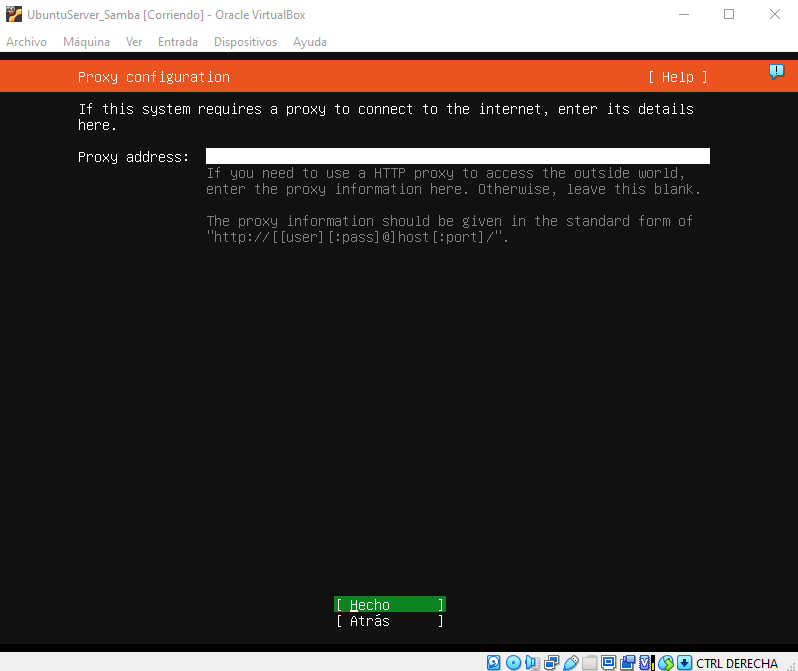 UbuntuServer_Samba [Corriendo] - Oracle VirtualBox
Archivo Máquina Ver Entrada Dispositivos Ayuda
Proxy configuration [ Help ]
If this system requires a proxy to connect to the internet, enter its details
here.
Proxy address:
If you need to use a HTTP proxy to access the outside world,
enter the proxy information here. Otherwise, leave this blank.
The proxy information should be given in the standard form of
"http://[[user][:pass]@]host[:port]/".
[ Hecho ]
[ Atrás ]
CTRL DERECHA